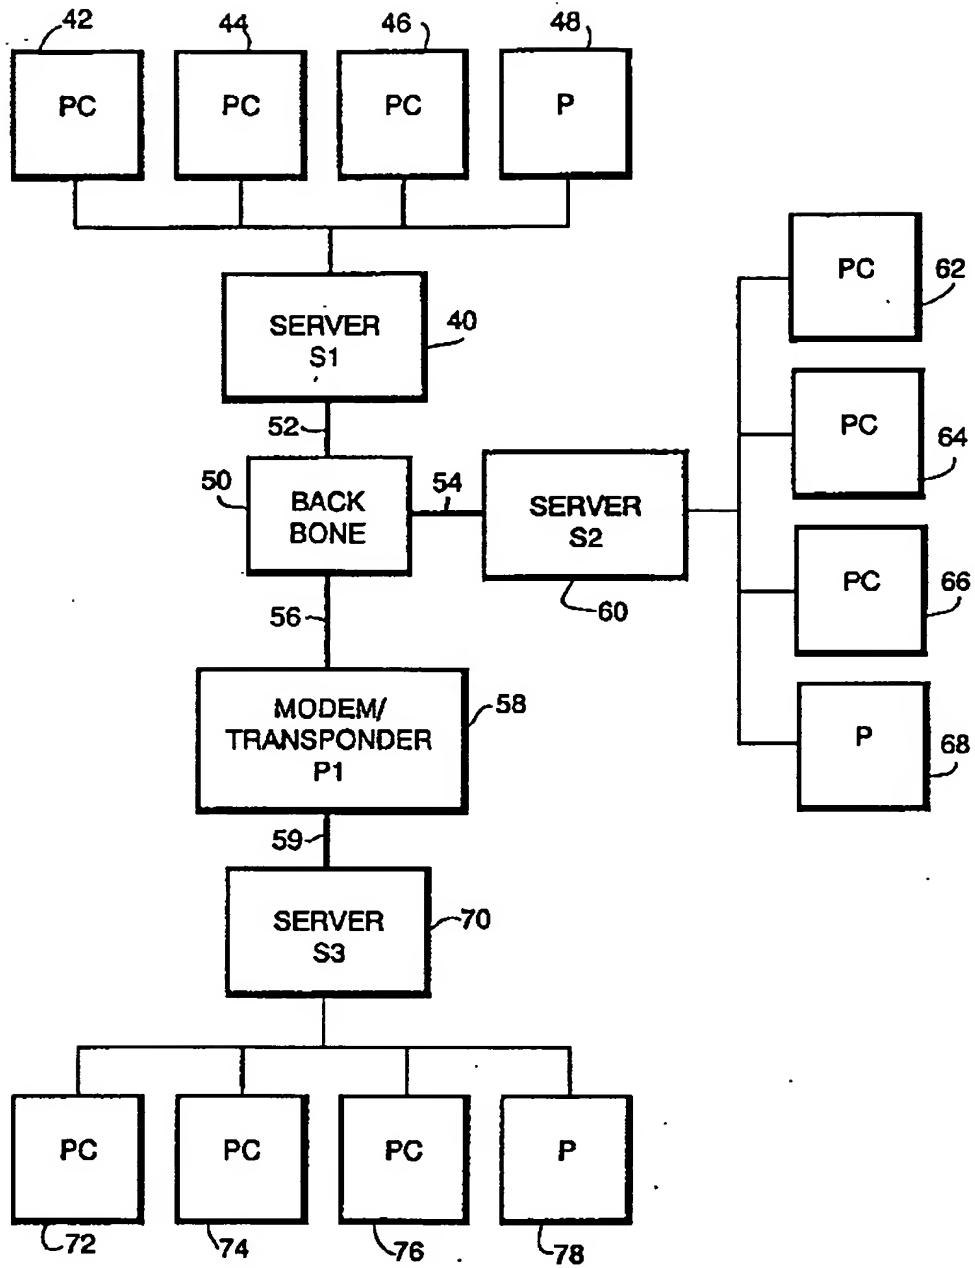 42
44
46
48
PC
PC
PC
P
PC
62
SERVER
S1
40
52
PC
64
50
BACK
BONE
54
SERVER
S2
60
PC
66
56
MODEM/
TRANSPONDER
P1
58
P
68
59
SERVER
S3
70
PC
PC
PC
P
72
74
76
78